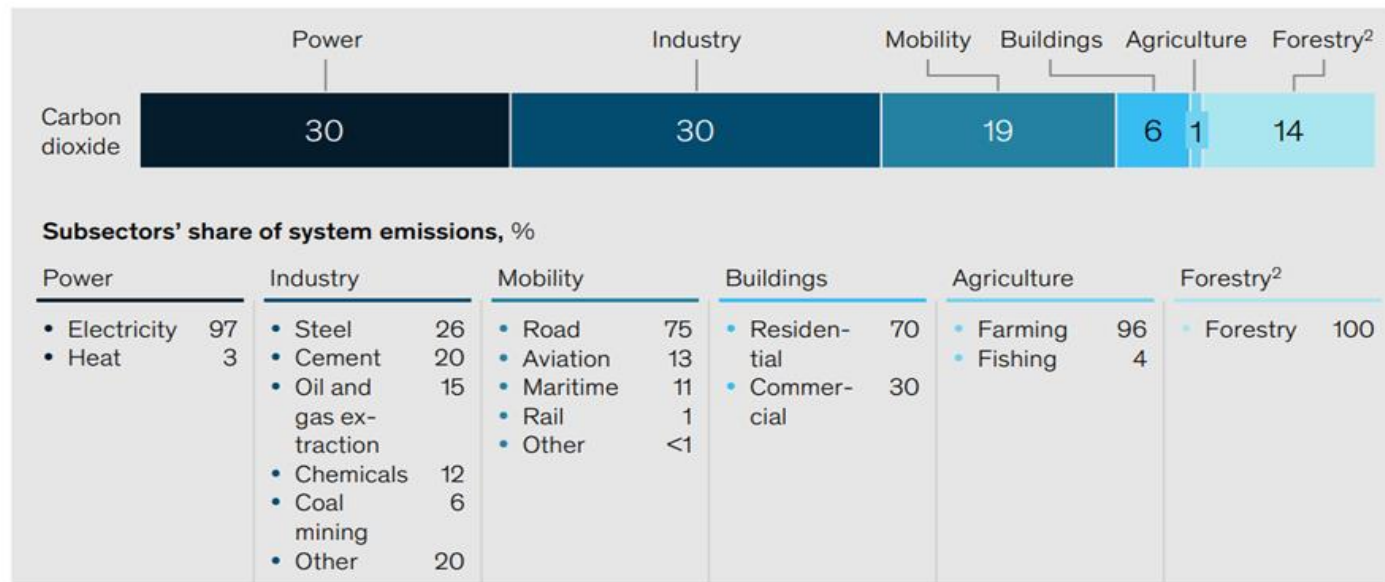 Power Industry Mobility Buildings Agriculture Forestry²
Carbon
dioxide
30 30 19 6 1 14
Subsectors' share of system emissions, %
Power
• Electricity 97
• Heat 3
Industry
• Steel 26
• Cement 20
• Oil and 15
gas ex-
traction
• Chemicals 12
• Coal 6
mining
• Other 20
Mobility
• Road 75
• Aviation 13
• Maritime 11
• Rail 1
• Other <1
Buildings
• Residen- 70
tial
• Commer- 30
cial
Agriculture
• Farming 96
• Fishing 4
Forestry²
• Forestry 100